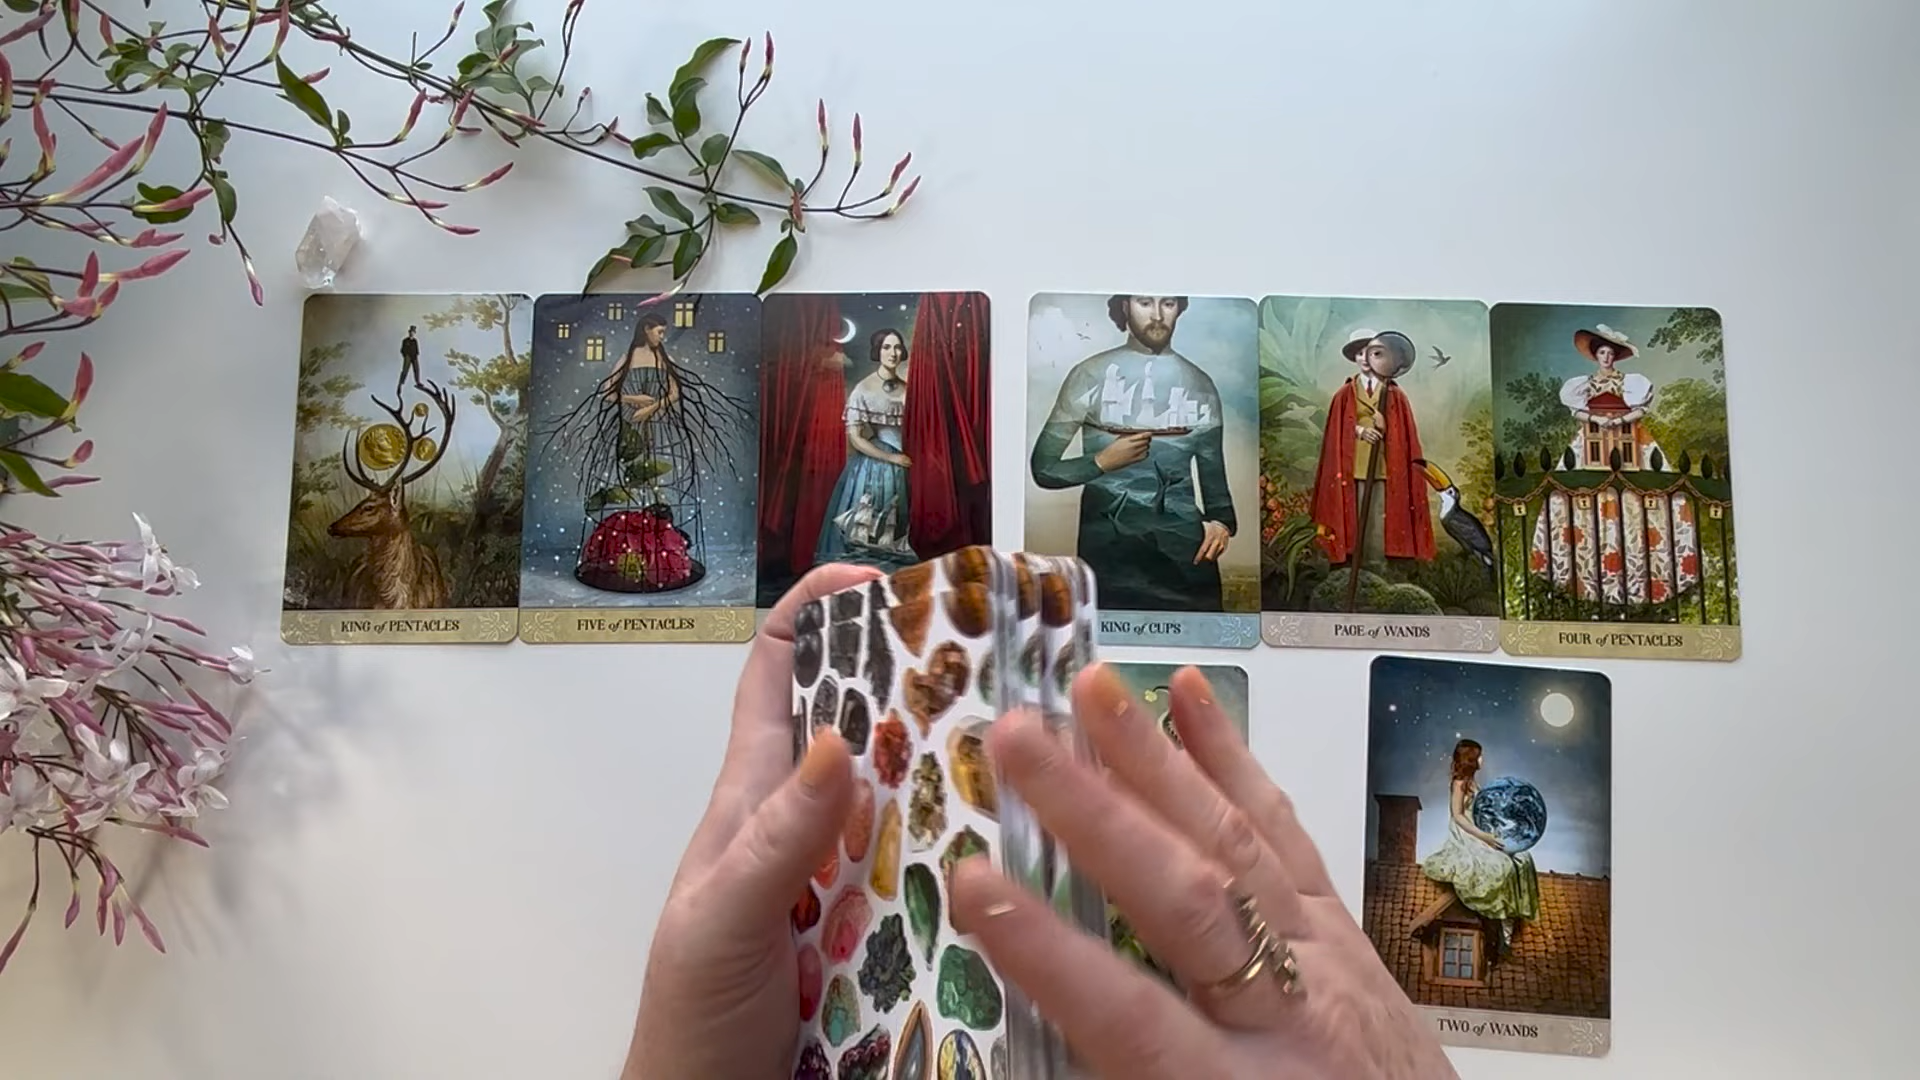 KING of PENTACLES
FIVE of PENTACLES
KING of CUPS
PAGE of WANDS
FOUR of PENTACLES
TWO of WANDS